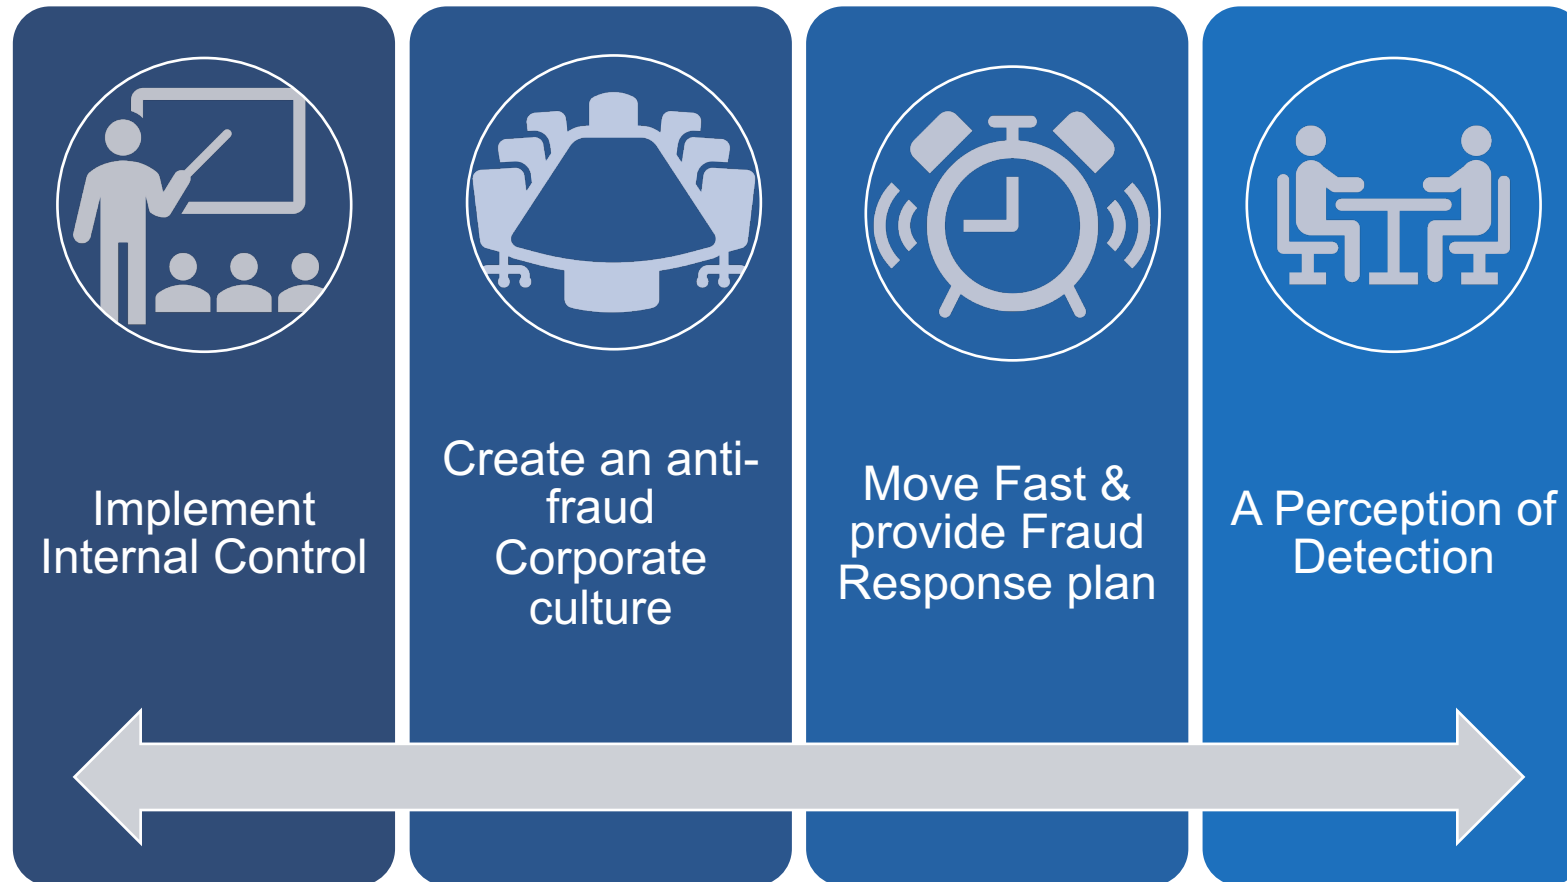 Implement
Internal Control
Create an anti-
fraud
Corporate
culture
Move Fast &
provide Fraud
Response plan
A Perception of
Detection